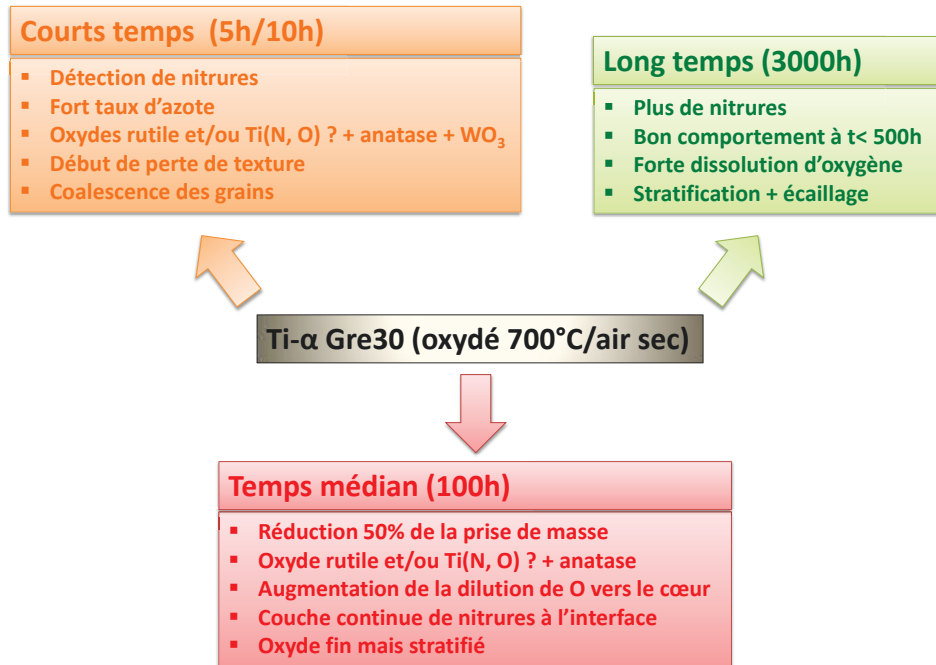 Courts temps (5h/10h)
▪ Détection de nitrures
▪ Fort taux d'azote
▪ Oxydes rutile et/ou Ti(N, O) ? + anatase + WO₃
▪ Début de perte de texture
▪ Coalescence des grains
Long temps (3000h)
▪ Plus de nitrures
▪ Bon comportement à t< 500h
▪ Forte dissolution d'oxygène
▪ Stratification + écaillage
Ti-α Gre30 (oxydé 700°C/air sec)
Temps médian (100h)
▪ Réduction 50% de la prise de masse
▪ Oxyde rutile et/ou Ti(N, O) ? + anatase
▪ Augmentation de la dilution de O vers le cœur
▪ Couche continue de nitrures à l'interface
▪ Oxyde fin mais stratifié